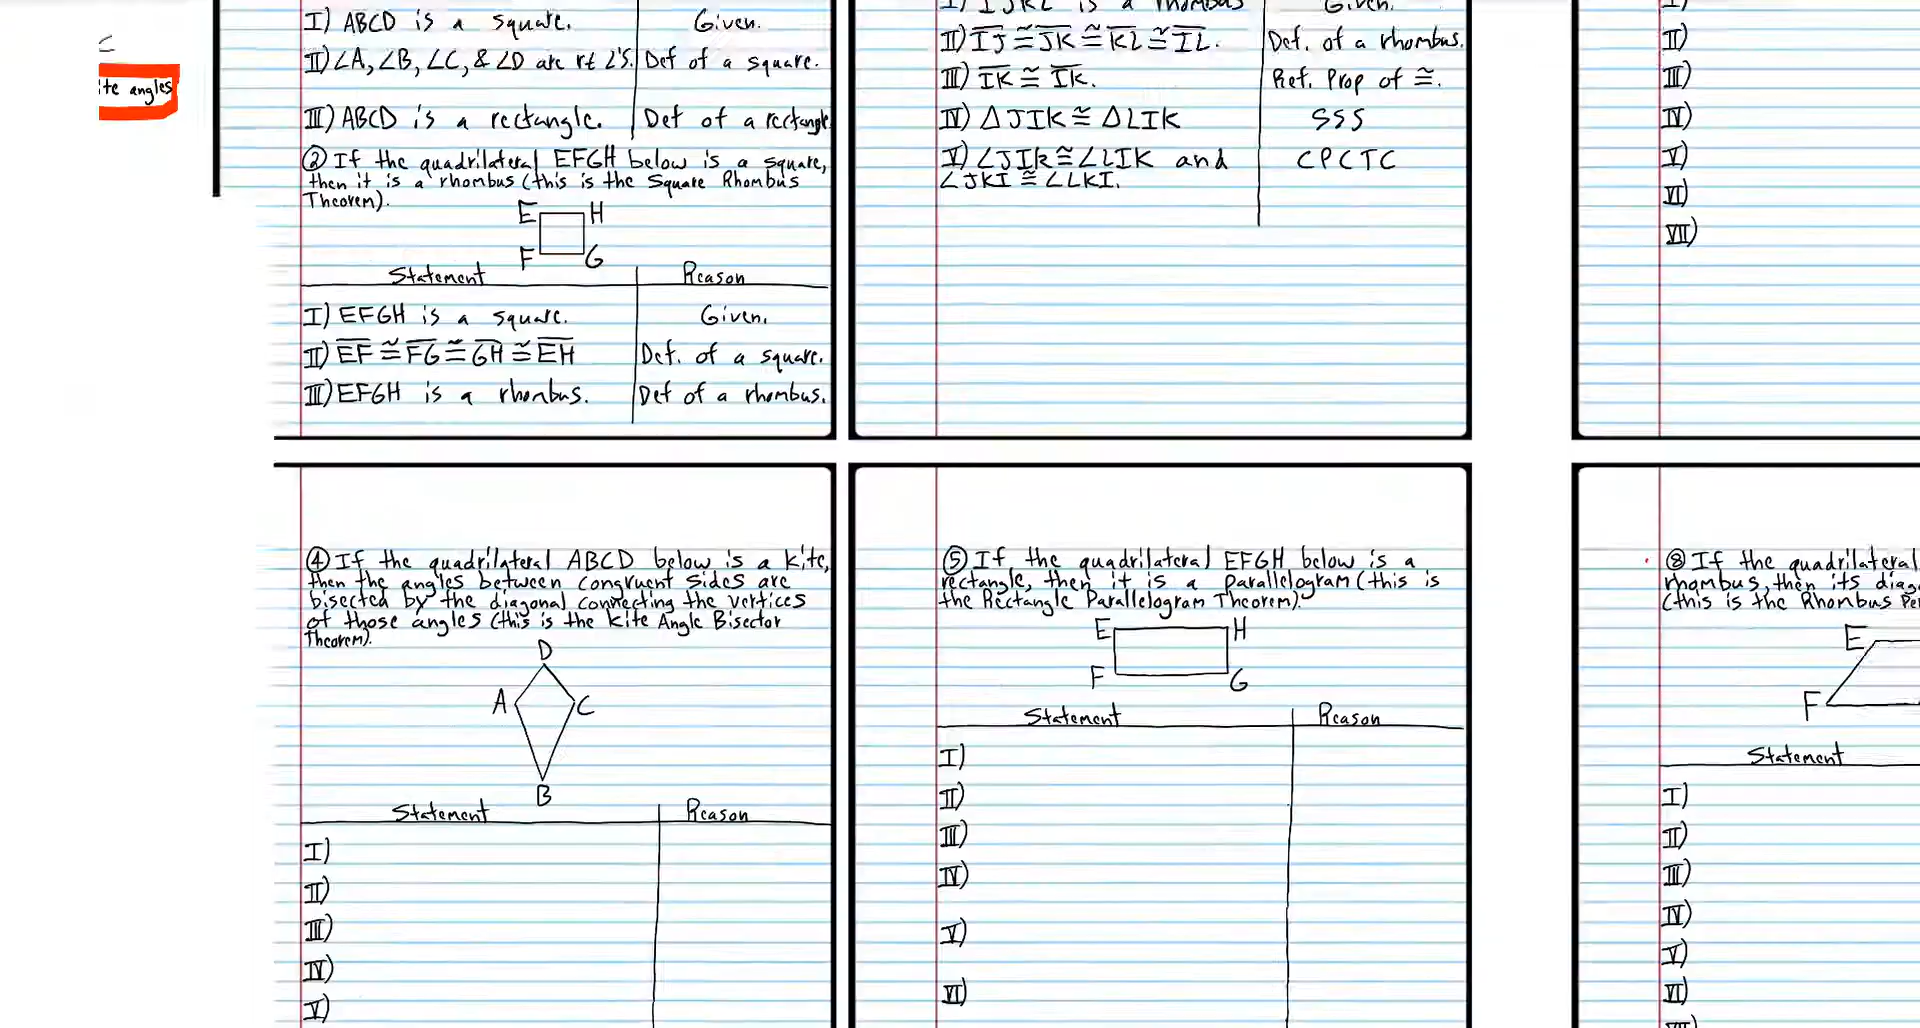 ite angles
I) ABCD is a square. Given.
II) ∠A, ∠B, ∠C, & ∠D are rt ∠'s. Def of a square.
III) ABCD is a rectangle. Def of a rectangle
② If the quadrilateral EFGH below is a square,
then it is a rhombus (this is the Square Rhombus
Theorem).
E H
F G
Statement Reason
I) EFGH is a square. Given.
II) EF ≅ FG ≅ GH ≅ EH Def. of a square.
III) EFGH is a rhombus. Def of a rhombus.
I) IJKL is a rhombus Given.
II) IJ ≅ JK ≅ KL ≅ IL. Def. of a rhombus.
III) IK ≅ IK. Ref. Prop of ≅.
IV) △JIK ≅ △LIK SSS
V) ∠JIK ≅ ∠LIK and CPCTC
∠JKI ≅ ∠LKI.
I)
II)
III)
IV)
V)
VI)
VII)
④ If the quadrilateral ABCD below is a kite,
then the angles between congruent sides are
bisected by the diagonal connecting the vertices
of those angles (this is the Kite Angle Bisector
Theorem).
D
A C
B
Statement Reason
I)
II)
III)
IV)
V)
⑤ If the quadrilateral EFGH below is a
rectangle, then it is a parallelogram (this is
the Rectangle Parallelogram Theorem).
E H
F G
Statement Reason
I)
II)
III)
IV)
V)
VI)
⑧ If the quadrilateral
rhombus, then its diag
(this is the Rhombus Pe
E
F
Statement
I)
II)
III)
IV)
V)
VI)